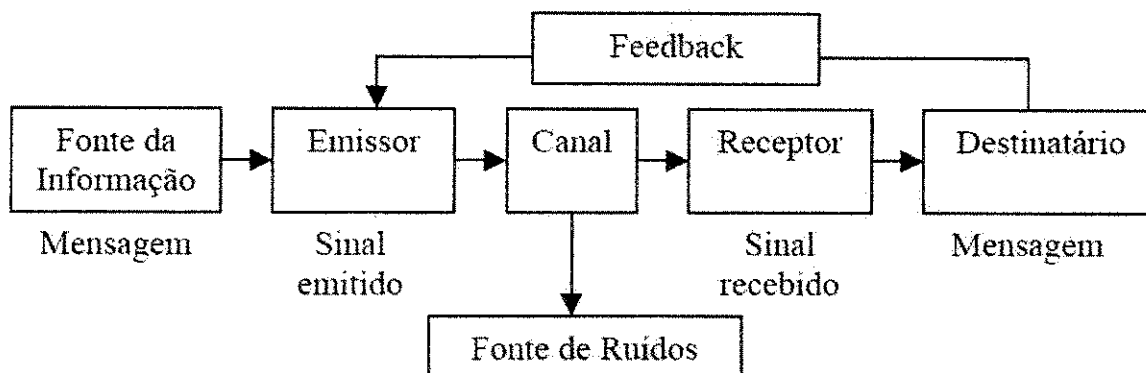 Feedback
Fonte da
Informação
Emissor
Canal
Receptor
Destinatário
Mensagem
Sinal
emitido
Sinal
recebido
Mensagem
Fonte de Ruídos